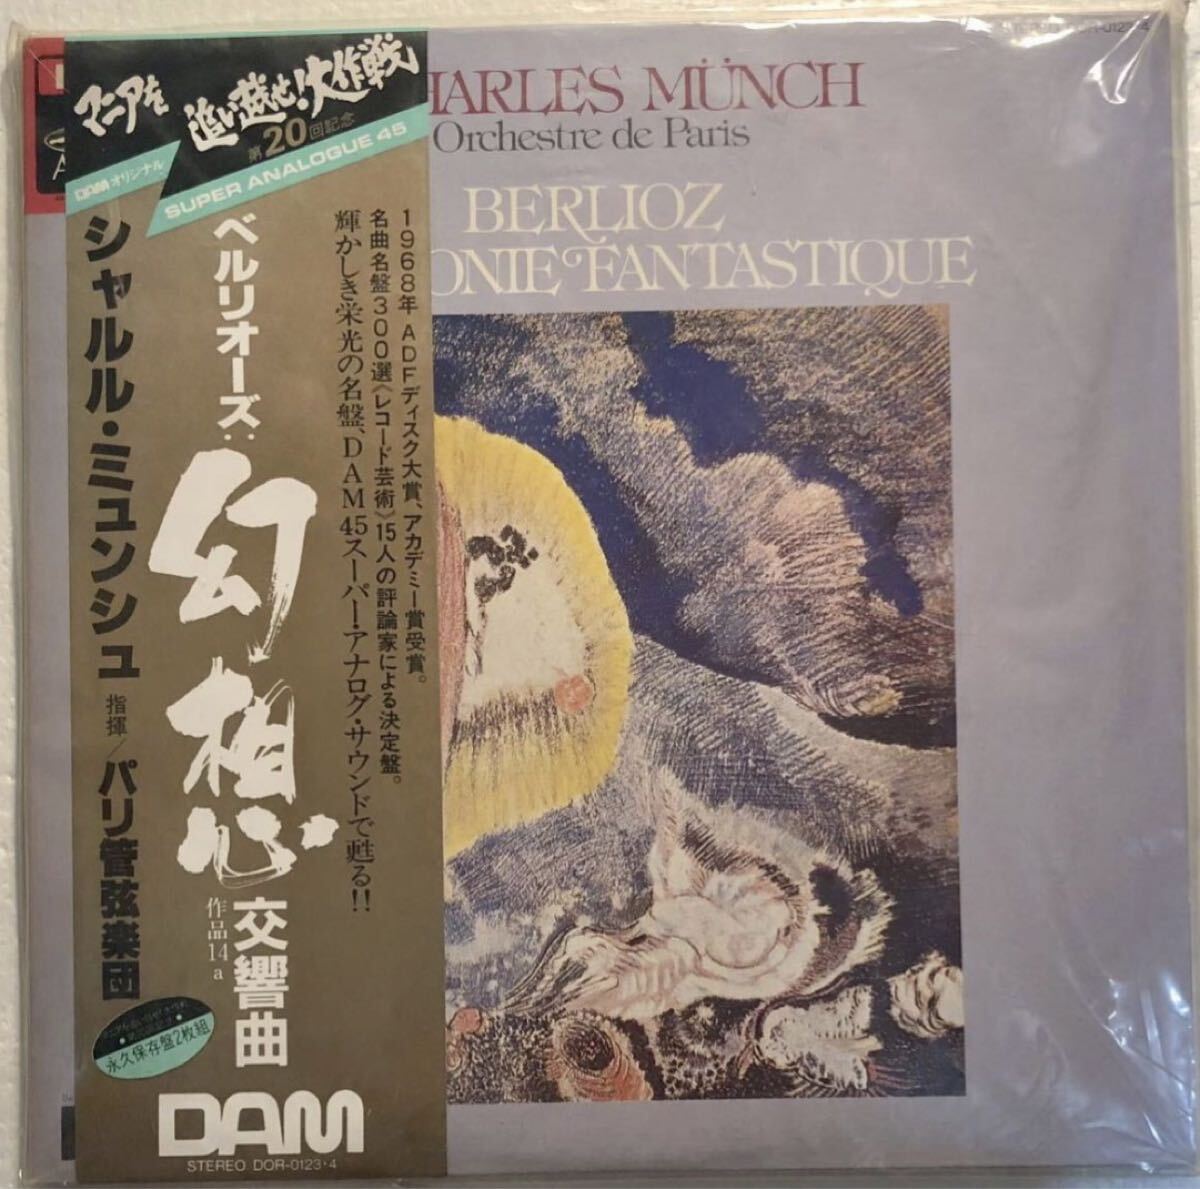 マニアを
追い越せ!大作戦
第20回記念
SUPER ANALOGUE 45
DAMオリジナル
ベルリオーズ:
幻想
交響曲
作品14a
シャルル・ミュンシュ
指揮/パリ管弦楽団
1968年ADFディスク大賞、アカデミー賞受賞。
名曲名盤300選《レコード芸術》15人の評論家による決定盤。
輝かしき栄光の名盤、DAM45スーパー・アナログ・サウンドで甦る!!
永久保存盤2枚組
DAM
STEREO DOR-0123・4
HARLES MÜNCH
Orchestre de Paris
BERLIOZ
ONIE FANTASTIQUE